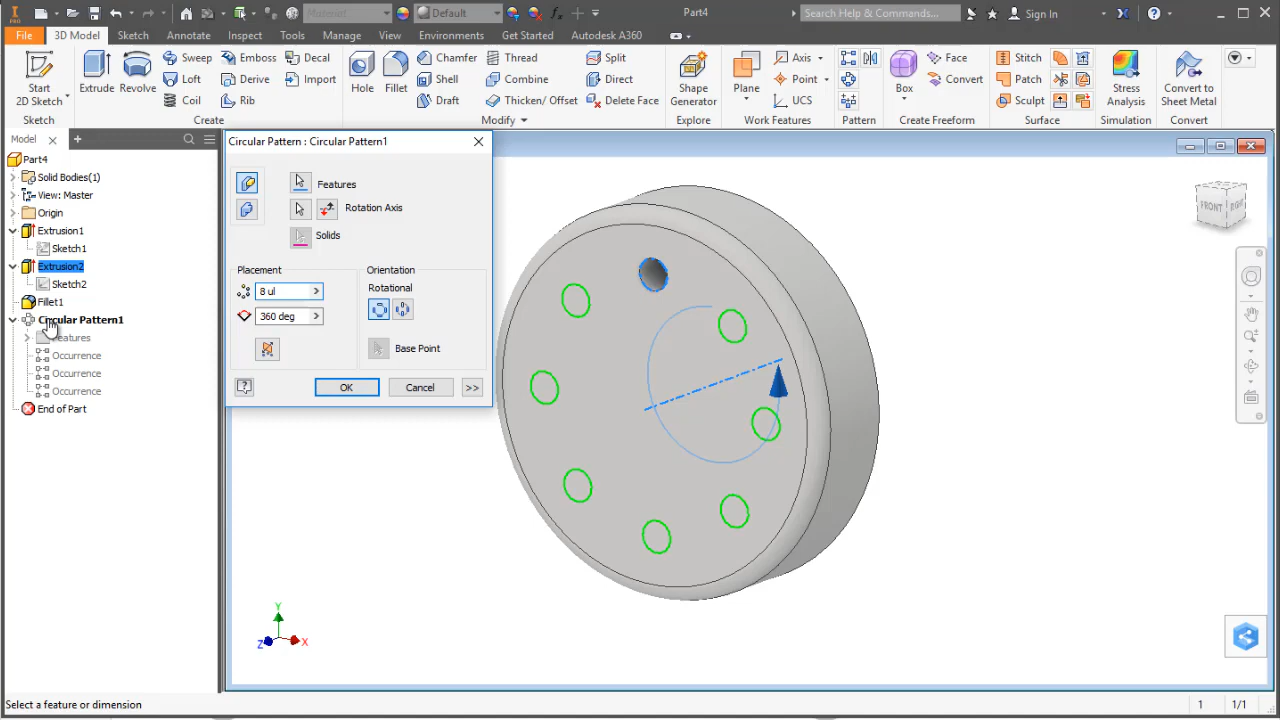 PRO
Material
Default
fx
Part4
Search Help & Commands...
Sign In
File
3D Model
Sketch
Annotate
Inspect
Tools
Manage
View
Environments
Get Started
Autodesk A360
Start
2D Sketch
Extrude
Revolve
Sweep
Loft
Coil
Emboss
Derive
Rib
Decal
Import
Hole
Fillet
Chamfer
Shell
Draft
Thread
Combine
Thicken/ Offset
Split
Direct
Delete Face
Shape
Generator
Plane
Axis
Point
UCS
Box
Face
Convert
Stitch
Patch
Sculpt
Stress
Analysis
Convert to
Sheet Metal
Sketch
Create
Modify
Explore
Work Features
Pattern
Create Freeform
Surface
Simulation
Convert
Model
Part4
Solid Bodies(1)
View: Master
Origin
Extrusion1
Sketch1
Extrusion2
Sketch2
Fillet1
Circular Pattern1
Features
Occurrence
Occurrence
Occurrence
End of Part
Circular Pattern : Circular Pattern1
Features
Rotation Axis
Solids
Placement
8 ul
360 deg
Orientation
Rotational
Base Point
OK
Cancel
>>
FRONT
RIGHT
Y
Z
X
Select a feature or dimension
1
1/1